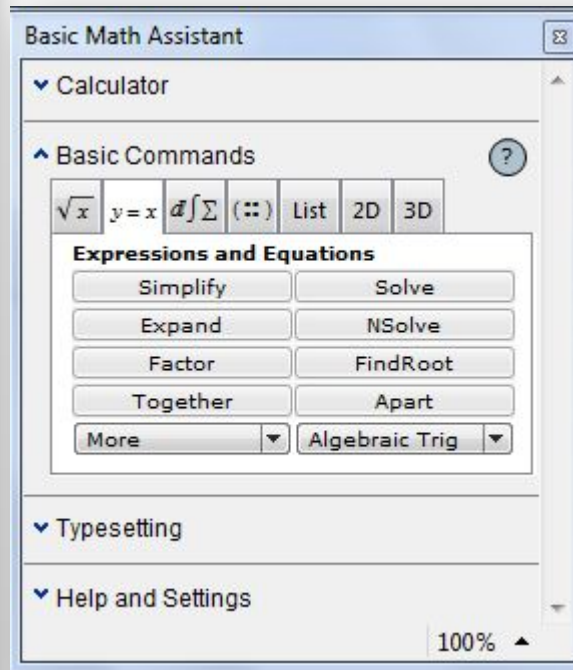 Basic Math Assistant
Calculator
Basic Commands ?
√x y = x d∫Σ (::) List 2D 3D
Expressions and Equations
Simplify Solve
Expand NSolve
Factor FindRoot
Together Apart
More Algebraic Trig
Typesetting
Help and Settings
100%